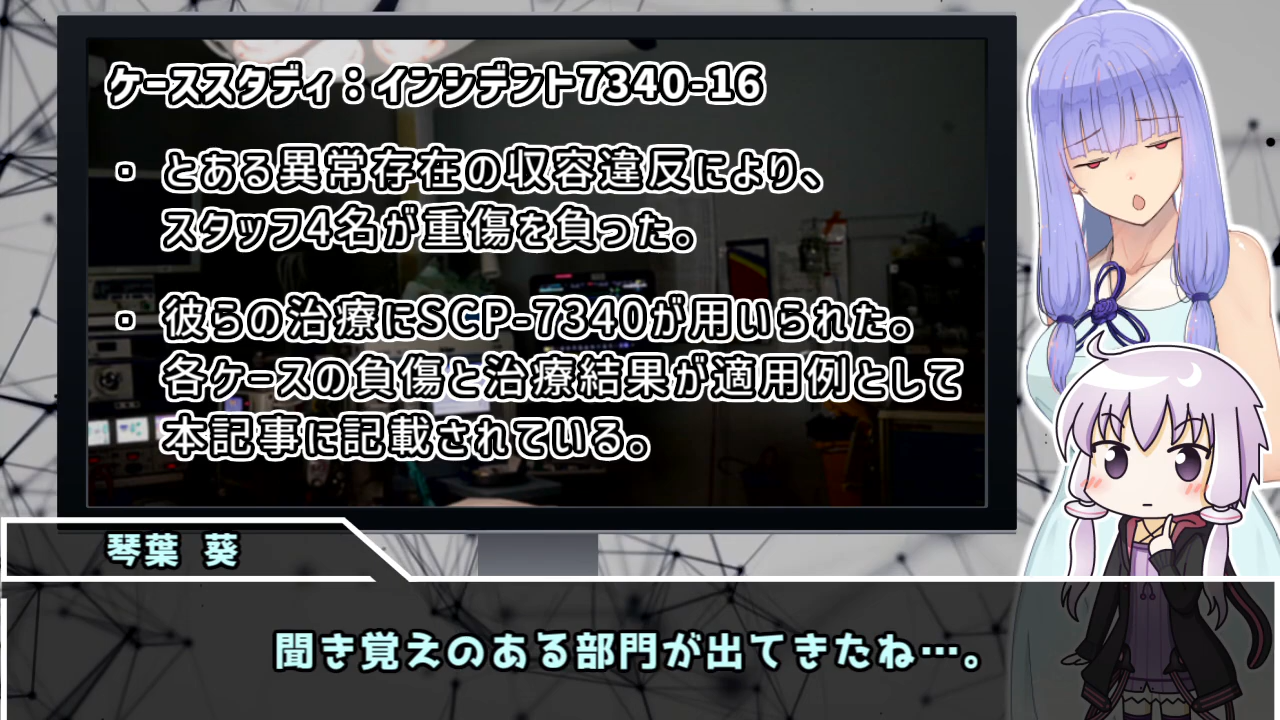 ケーススタディ：インシデント7340-16
・ とある異常存在の収容違反により、
スタッフ4名が重傷を負った。
・ 彼らの治療にSCP-7340が用いられた。
各ケースの負傷と治療結果が適用例として
本記事に記載されている。
琴葉 葵
聞き覚えのある部門が出てきたね…。